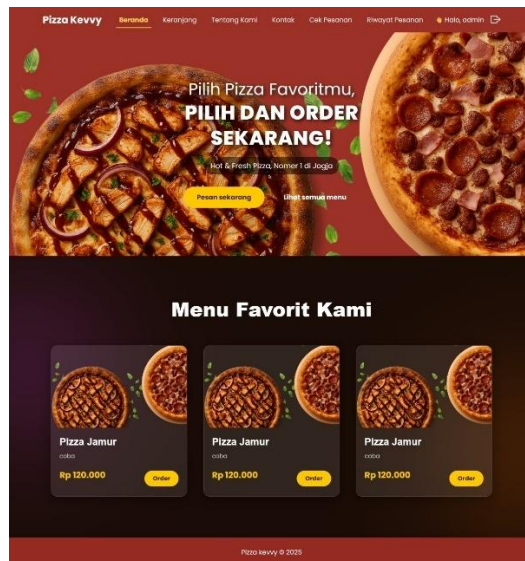 Pizza Kevvy Beranda Keranjang Tentang Kami Kontak Cek Pesanan Riwayat Pesanan 👋 Halo, admin
Pilih Pizza Favoritmu,
PILIH DAN ORDER
SEKARANG!
Hot & Fresh Pizza, Nomer 1 di Jogja
Pesan sekarang Lihat semua menu
Menu Favorit Kami
Pizza Jamur
coba
Rp 120.000 Order
Pizza Jamur
coba
Rp 120.000 Order
Pizza Jamur
coba
Rp 120.000 Order
Pizza kevvy © 2025